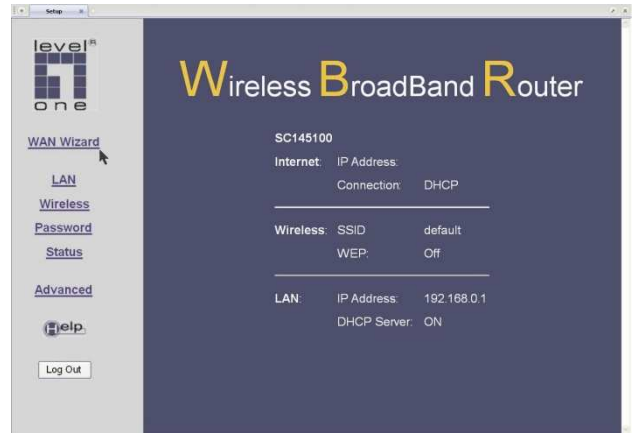 Setup
level®
one
WAN Wizard
LAN
Wireless
Password
Status
Advanced
Help
Log Out
Wireless BroadBand Router
SC145100
Internet: IP Address:
Connection: DHCP
Wireless: SSID default
WEP: Off
LAN: IP Address: 192.168.0.1
DHCP Server: ON